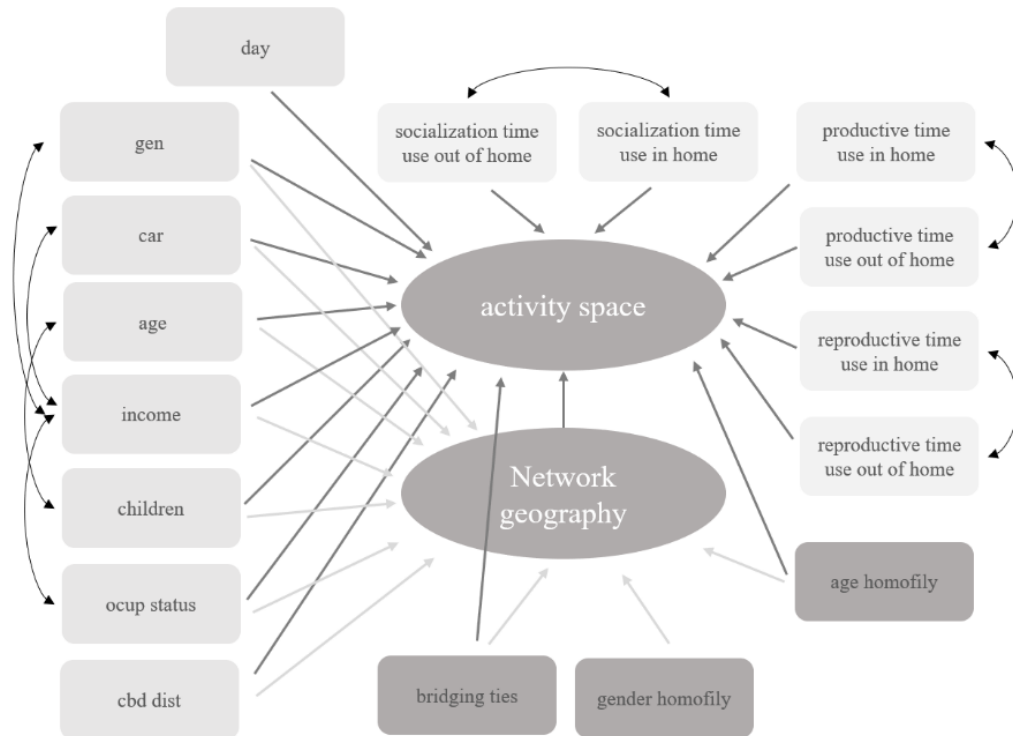 day
gen
car
age
income
children
ocup status
cbd dist
socialization time
use out of home
socialization time
use in home
productive time
use in home
productive time
use out of home
reproductive time
use in home
reproductive time
use out of home
activity space
Network
geography
age homofily
bridging ties
gender homofily